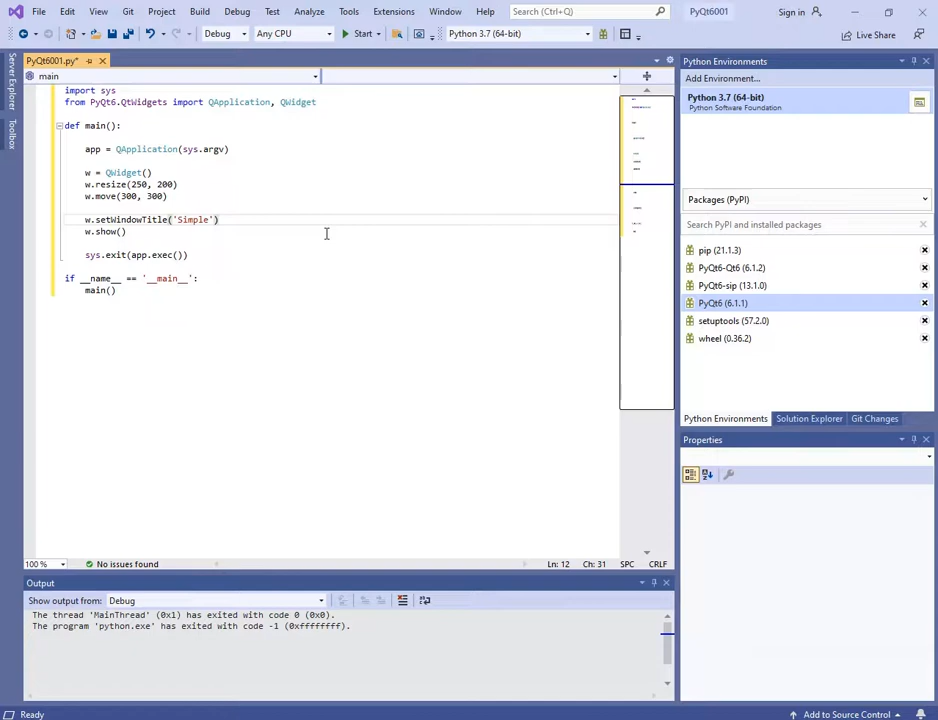 File Edit View Git Project Build Debug Test Analyze Tools Extensions Window Help Search (Ctrl+Q) PyQt6001 Sign in
Debug Any CPU Start Python 3.7 (64-bit) Live Share
Server Explorer
Toolbox
PyQt6001.py*
main
import sys
from PyQt6.QtWidgets import QApplication, QWidget
def main():
app = QApplication(sys.argv)
w = QWidget()
w.resize(250, 200)
w.move(300, 300)
w.setWindowTitle('Simple')
w.show()
sys.exit(app.exec())
if __name__ == '__main__':
main()
100 % No issues found Ln: 12 Ch: 31 SPC CRLF
Output
Show output from: Debug
The thread 'MainThread' (0x1) has exited with code 0 (0x0).
The program 'python.exe' has exited with code -1 (0xffffffff).
Python Environments
Add Environment...
Python 3.7 (64-bit)
Python Software Foundation
Packages (PyPI)
Search PyPI and installed packages
pip (21.1.3)
PyQt6-Qt6 (6.1.2)
PyQt6-sip (13.1.0)
PyQt6 (6.1.1)
setuptools (57.2.0)
wheel (0.36.2)
Python Environments Solution Explorer Git Changes
Properties
Ready Add to Source Control